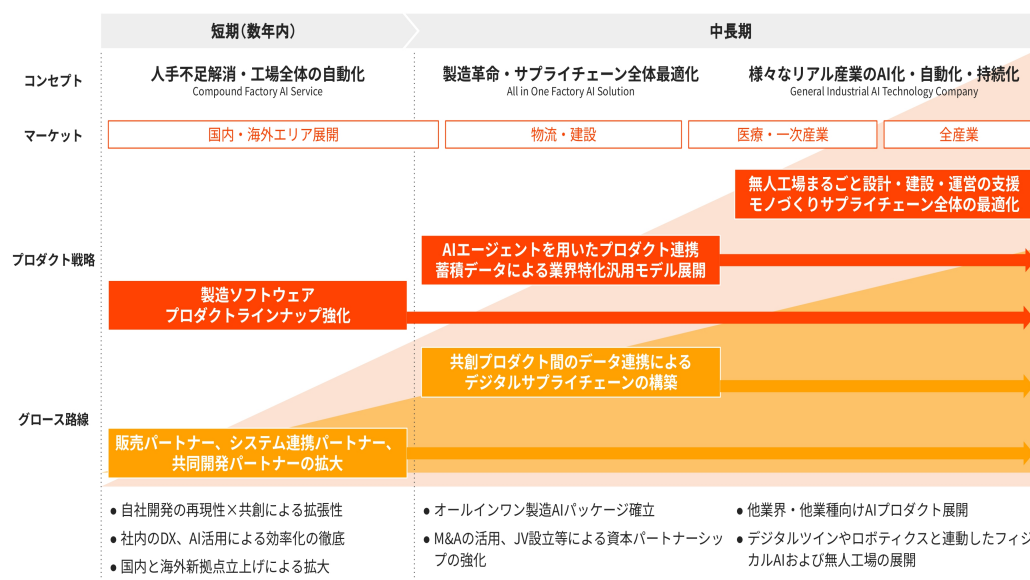 短期（数年内）
中長期
コンセプト
人手不足解消・工場全体の自動化
Compound Factory AI Service
製造革命・サプライチェーン全体最適化
All in One Factory AI Solution
様々なリアル産業のAI化・自動化・持続化
General Industrial AI Technology Company
マーケット
国内・海外エリア展開
物流・建設
医療・一次産業
全産業
無人工場まるごと設計・建設・運営の支援
モノづくりサプライチェーン全体の最適化
プロダクト戦略
AIエージェントを用いたプロダクト連携
蓄積データによる業界特化汎用モデル展開
製造ソフトウェア
プロダクトラインナップ強化
共創プロダクト間のデータ連携による
デジタルサプライチェーンの構築
グロース路線
販売パートナー、システム連携パートナー、
共同開発パートナーの拡大
● 自社開発の再現性×共創による拡張性
● 社内のDX、AI活用による効率化の徹底
● 国内と海外新拠点立上げによる拡大
● オールインワン製造AIパッケージ確立
● M&Aの活用、JV設立等による資本パートナーシッ
プの強化
● 他業界・他業種向けAIプロダクト展開
● デジタルツインやロボティクスと連動したフィジ
カルAIおよび無人工場の展開